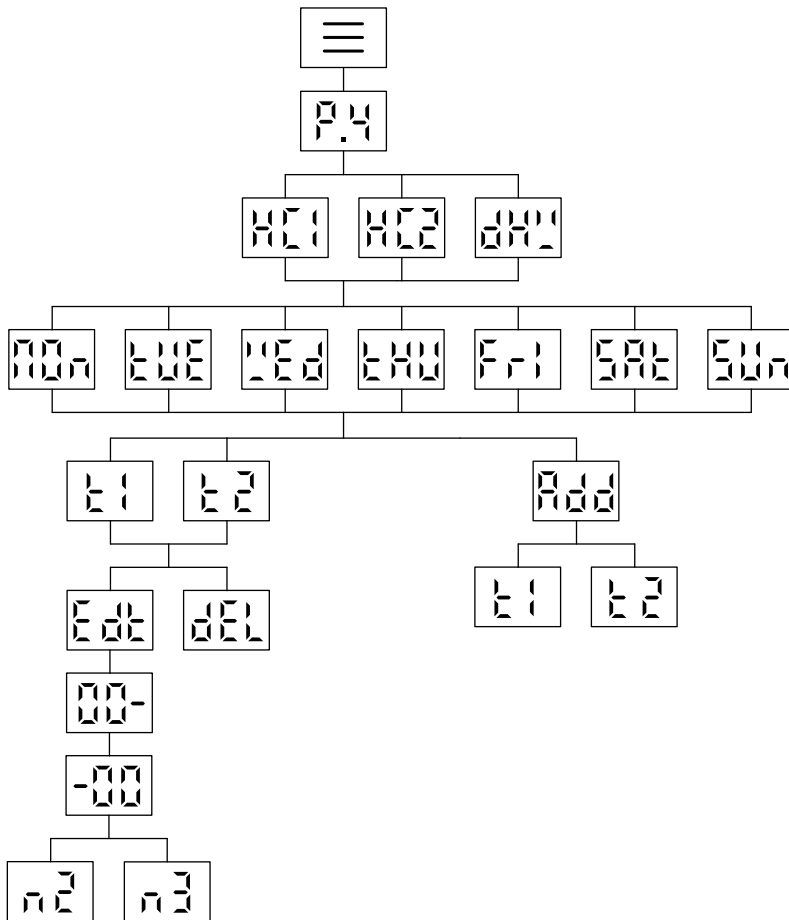 P.4
HC1 HC2 dHW
MOn tUE WEd tHU FrI SAt SUn
t1 t2 Add
Edt dEL t1 t2
00-
-00
n2 n3